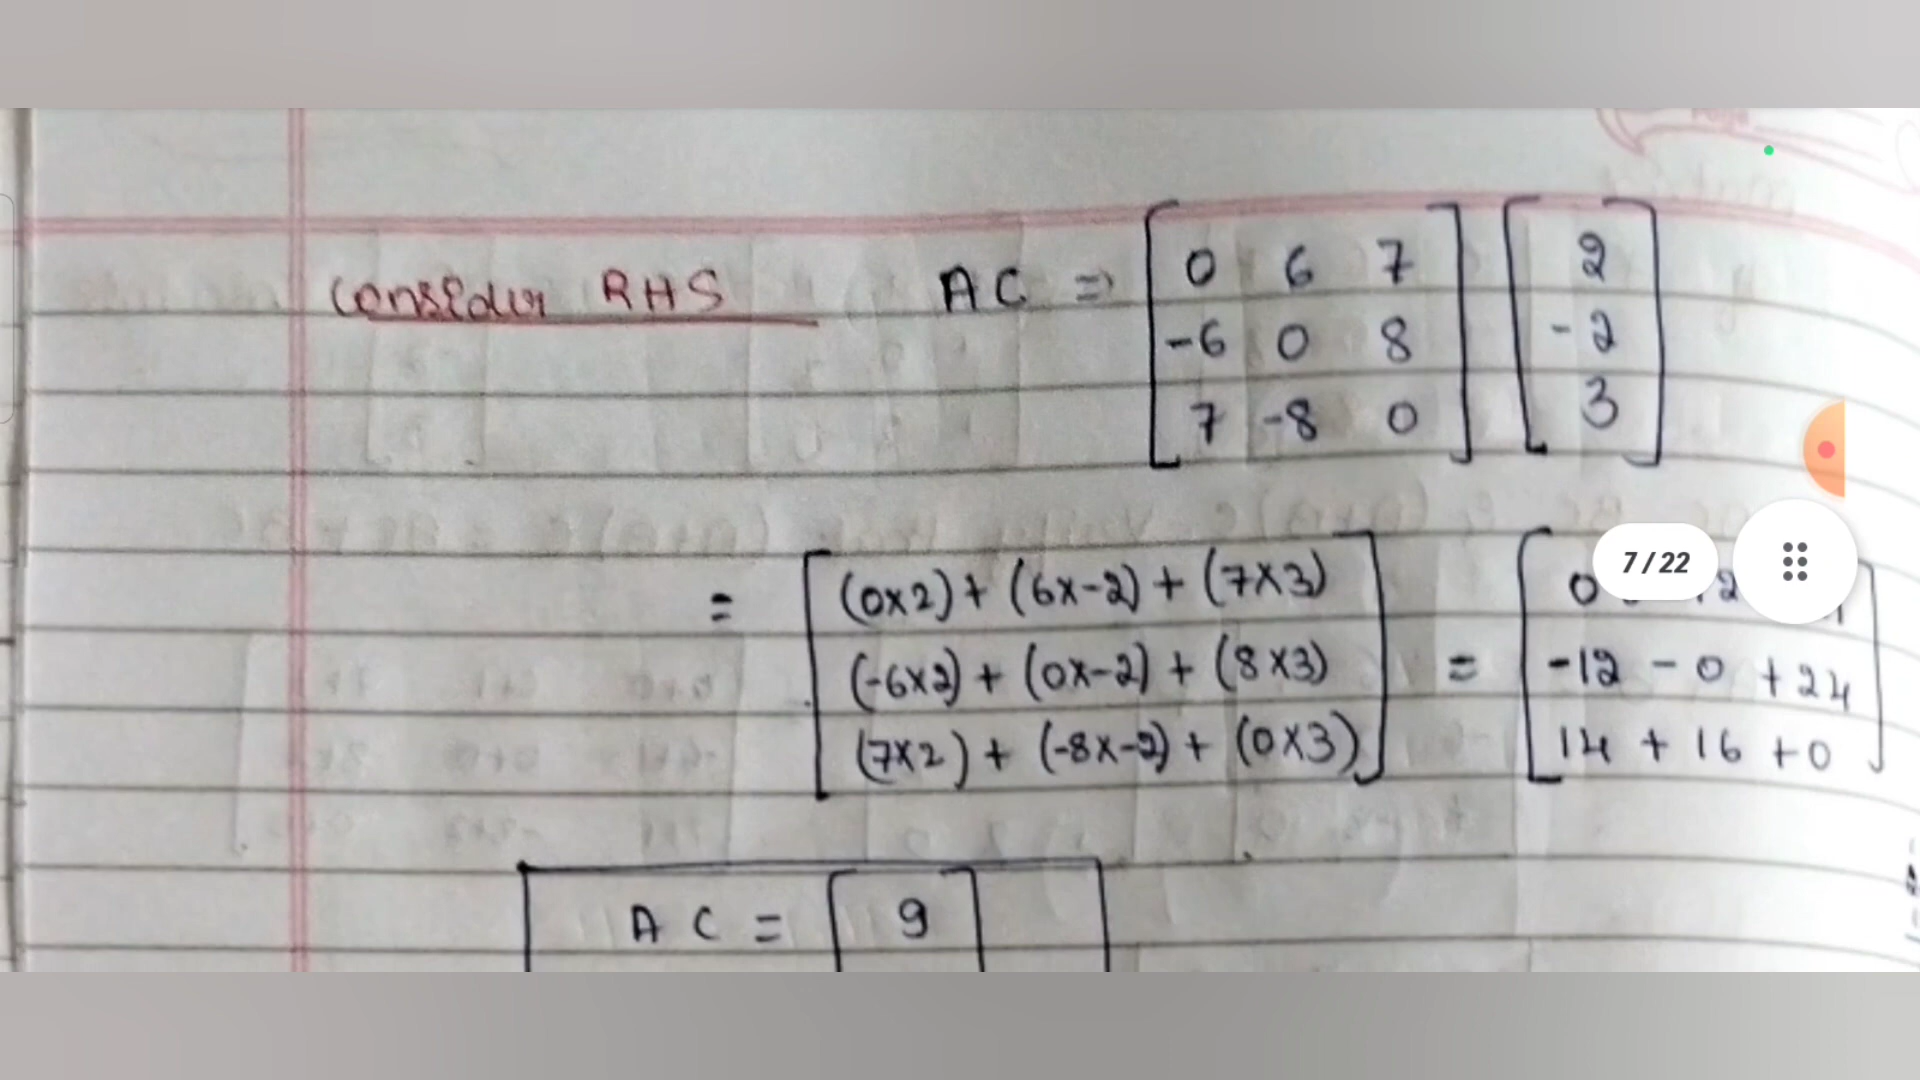 Consider RHS AC ⇒ [0 6 7] [2]
[-6 0 8] [-2]
[7 -8 0] [3]
= [(0x2) + (6x-2) + (7x3)] = [0
[(-6x2) + (0x-2) + (8x3)] = [-12 - 0 + 24]
[(7x2) + (-8x-2) + (0x3)] [14 + 16 + 0]
7 / 22
AC = [9]